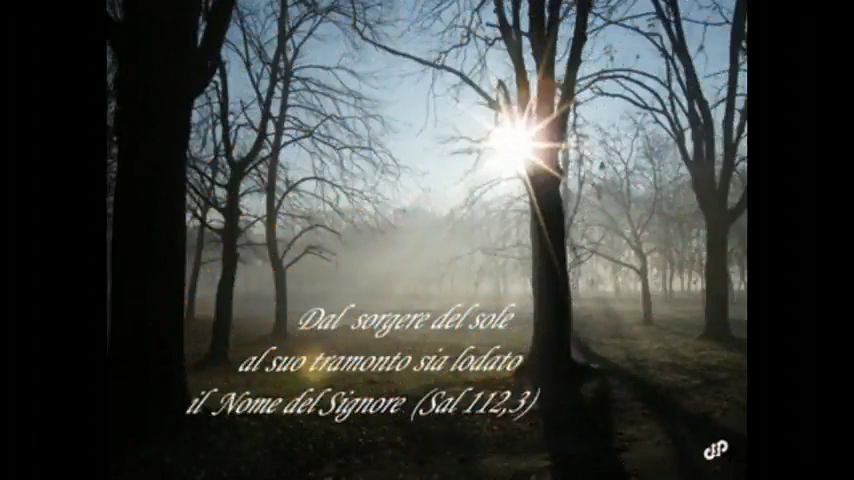 Dal sorgere del sole
al suo tramonto sia lodato
il Nome del Signore (Sal 112,3)